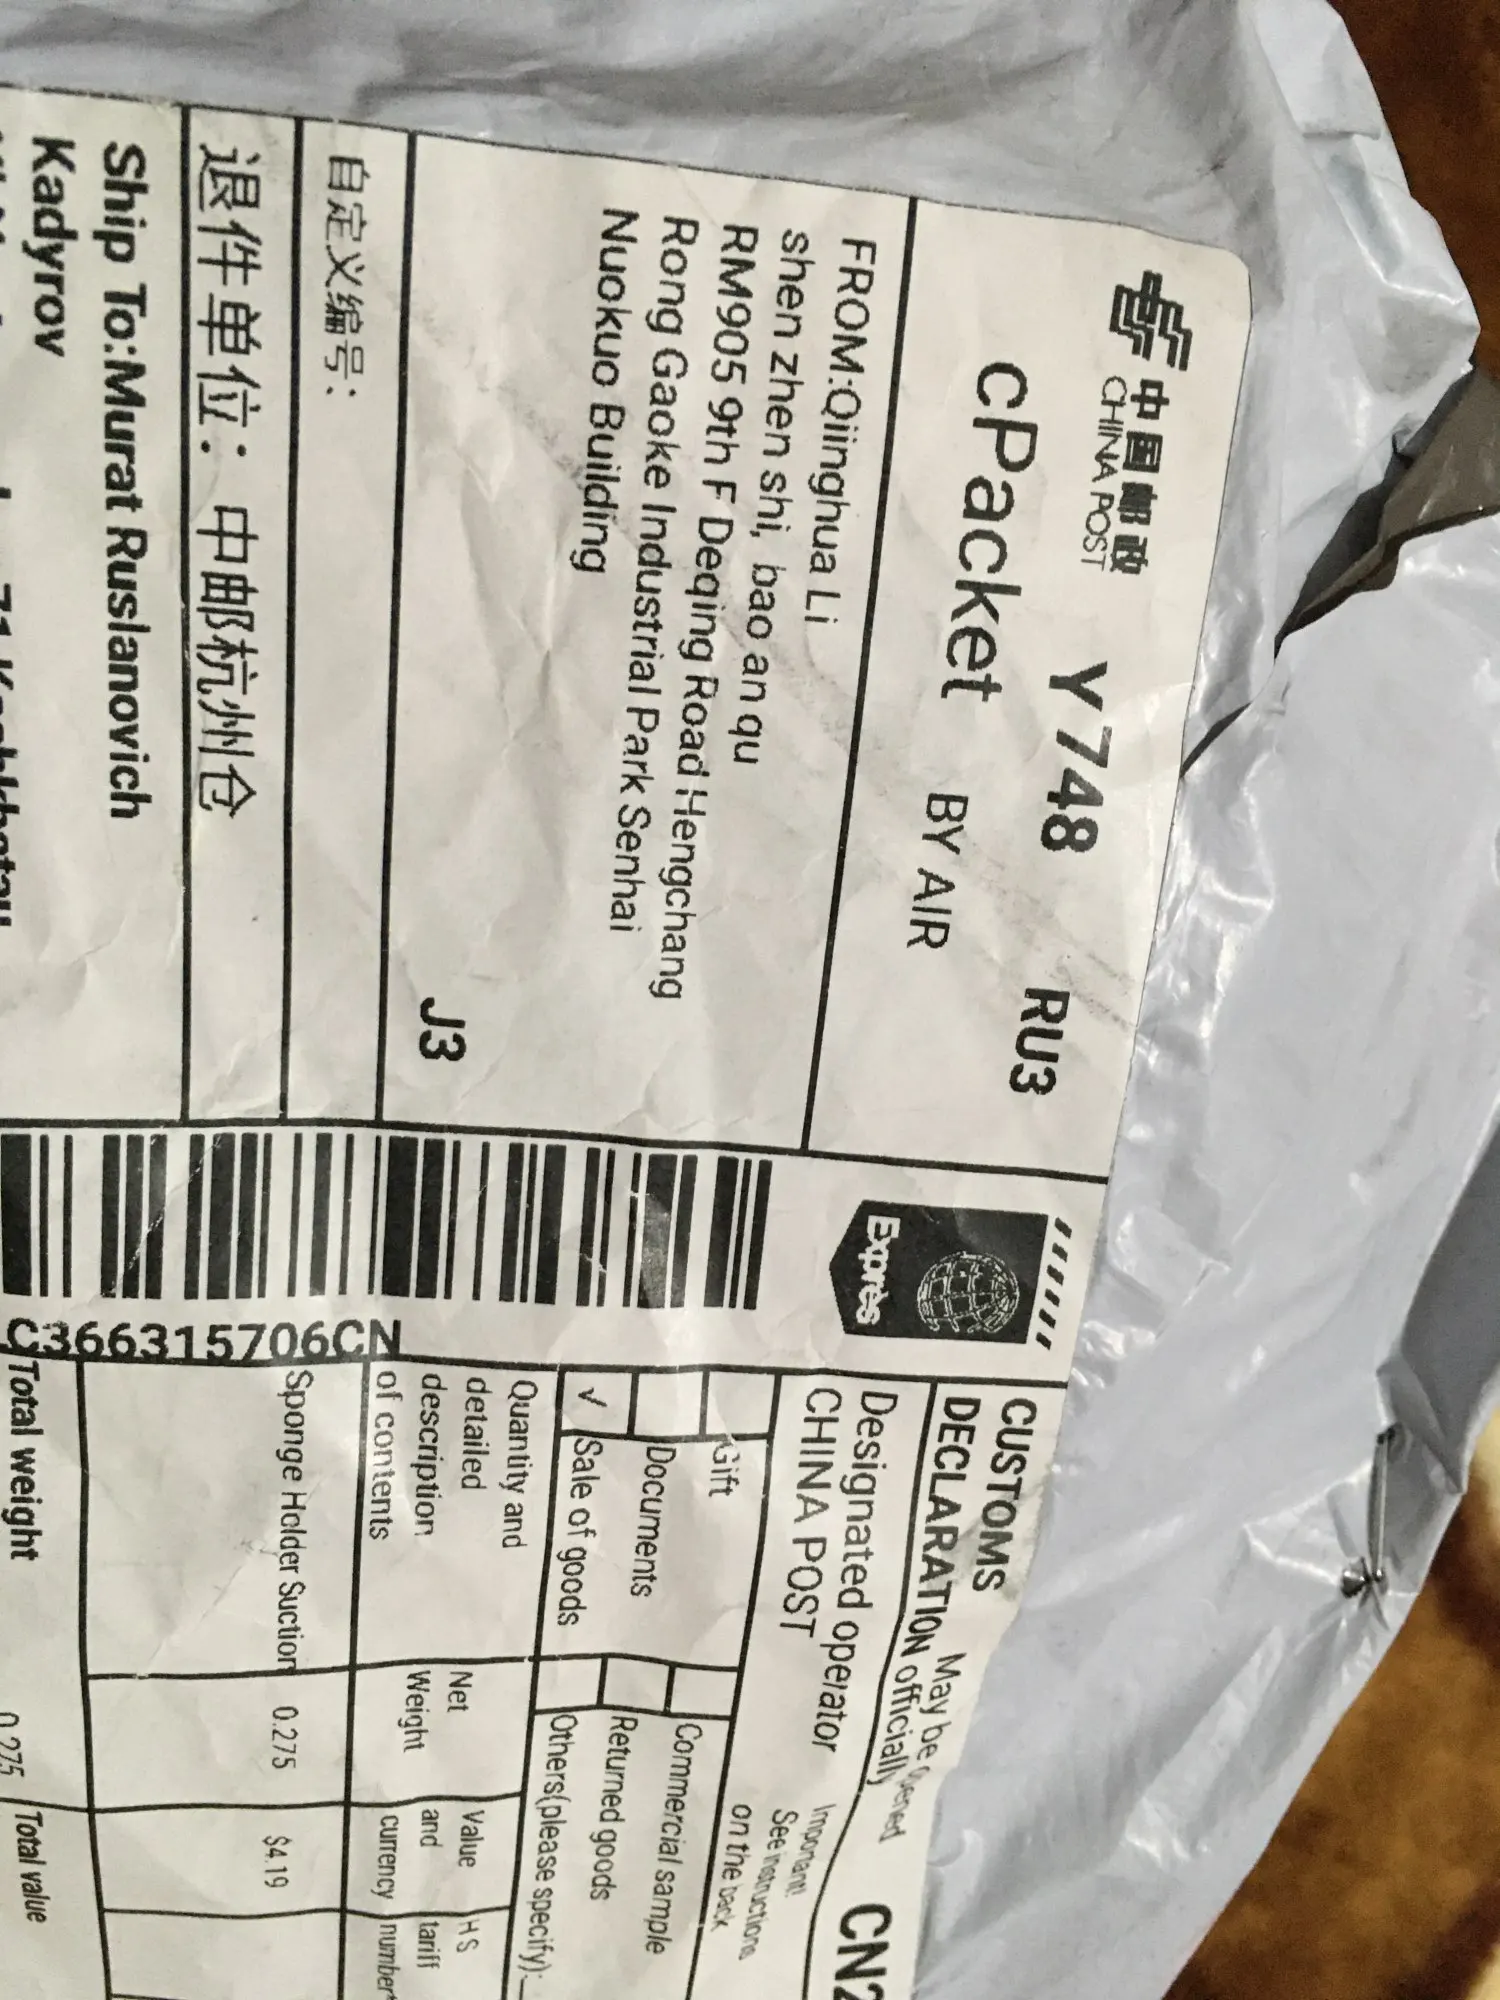 中国邮政
CHINA POST
Y748 RU3
cPacket BY AIR
FROM:Qiinghua Li
shen zhen shi, bao an qu
RM905 9th F Deqing Road Hengchang
Rong Gaoke Industrial Park Senhai
Nuokuo Building
J3
自定义编号：
退件单位：中邮杭州仓
Ship To:Murat Ruslanovich
Kadyrov
Exprès
C366315706CN
CUSTOMS
DECLARATION
May be opened
officially
CN2
Designated operator
CHINA POST
Important!
See instructions
on the back
Gift
Commercial sample
Documents
Returned goods
√ Sale of goods
Others(please specify):
Quantity and
detailed
description
of contents
Net
Weight
Value
and
currency
HS
tariff
number
Sponge Holder Suction 0.275 $4.19
Total weight 0.275 Total value